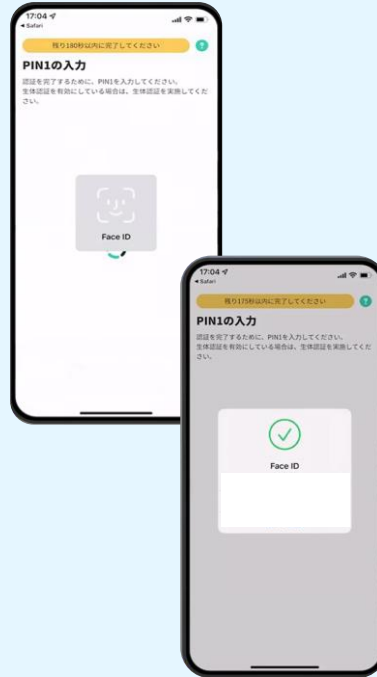 17:04
◀ Safari
残り180秒以内に完了してください
?
PIN1の入力
認証を完了するために、PIN1を入力してください。
生体認証を有効にしている場合は、生体認証を実施してくだ
さい。
Face ID
17:04
◀ Safari
残り175秒以内に完了してください
?
PIN1の入力
認証を完了するために、PIN1を入力してください。
生体認証を有効にしている場合は、生体認証を実施してくだ
さい。
Face ID